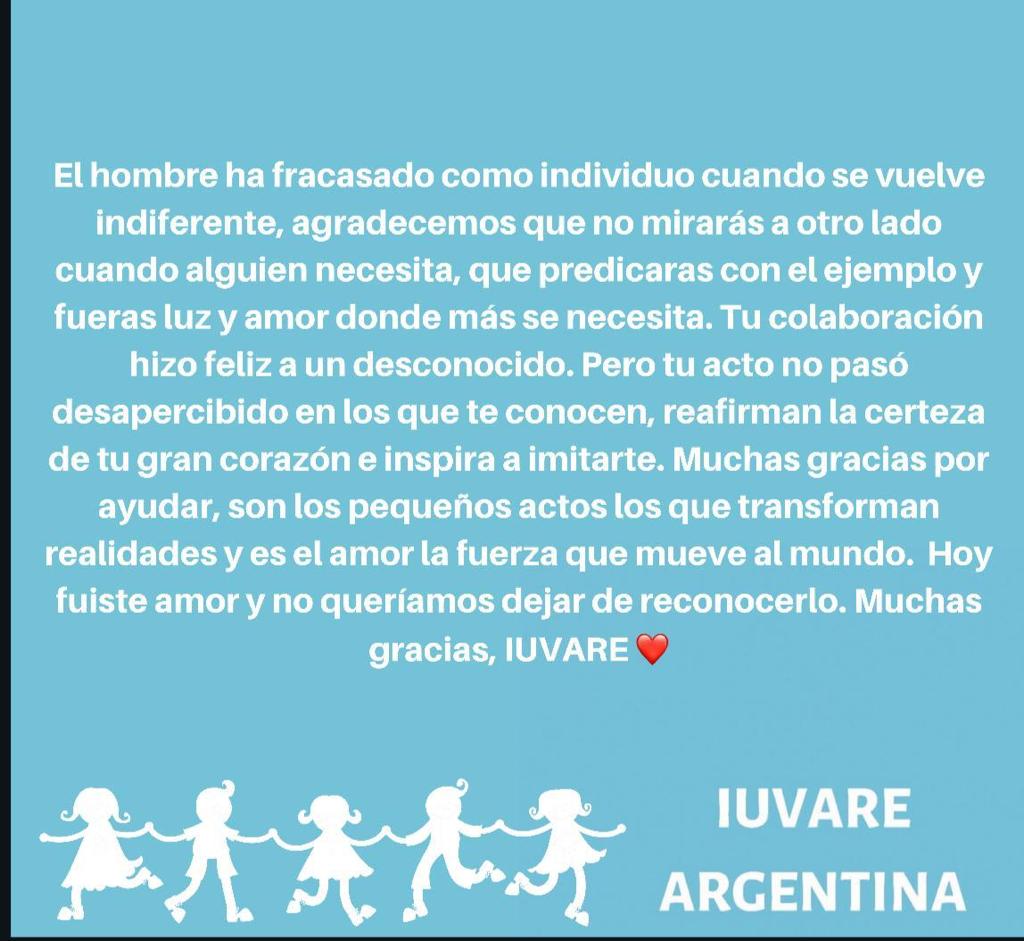 El hombre ha fracasado como individuo cuando se vuelve
indiferente, agradecemos que no mirarás a otro lado
cuando alguien necesita, que predicaras con el ejemplo y
fueras luz y amor donde más se necesita. Tu colaboración
hizo feliz a un desconocido. Pero tu acto no pasó
desapercibido en los que te conocen, reafirman la certeza
de tu gran corazón e inspira a imitarte. Muchas gracias por
ayudar, son los pequeños actos los que transforman
realidades y es el amor la fuerza que mueve al mundo.  Hoy
fuiste amor y no queríamos dejar de reconocerlo. Muchas
gracias, IUVARE ❤️
IUVARE
ARGENTINA